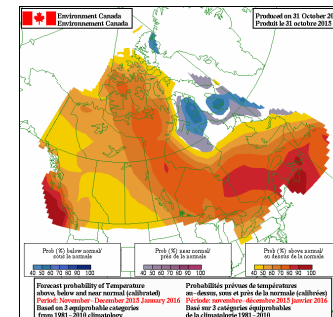 Environment Canada
Environnement Canada
Produced on 31 October 20
Produit le 31 octobre 2015
Prob (%) below normal/
sous la normale
40 50 60 70 80 90 100
Prob (%) near normal/
près de la normale
40 50 60 70 80 90 100
Prob (%) above normal/
au dessus de la normale
40 50 60 70 80 90 100
Forecast probability of Temperature
above, below and near normal (calibrated)
Period: November-December 2015 January 2016
Based on 3 equiprobable categories
from 1981 - 2010 climatology
Probabilités prévues de températures
au-dessus, sous et près de la normale (calibrées)
Période: novembre-décembre 2015 janvier 2016
Basé sur 3 catégories équiprobables
de la climatologie 1981 - 2010